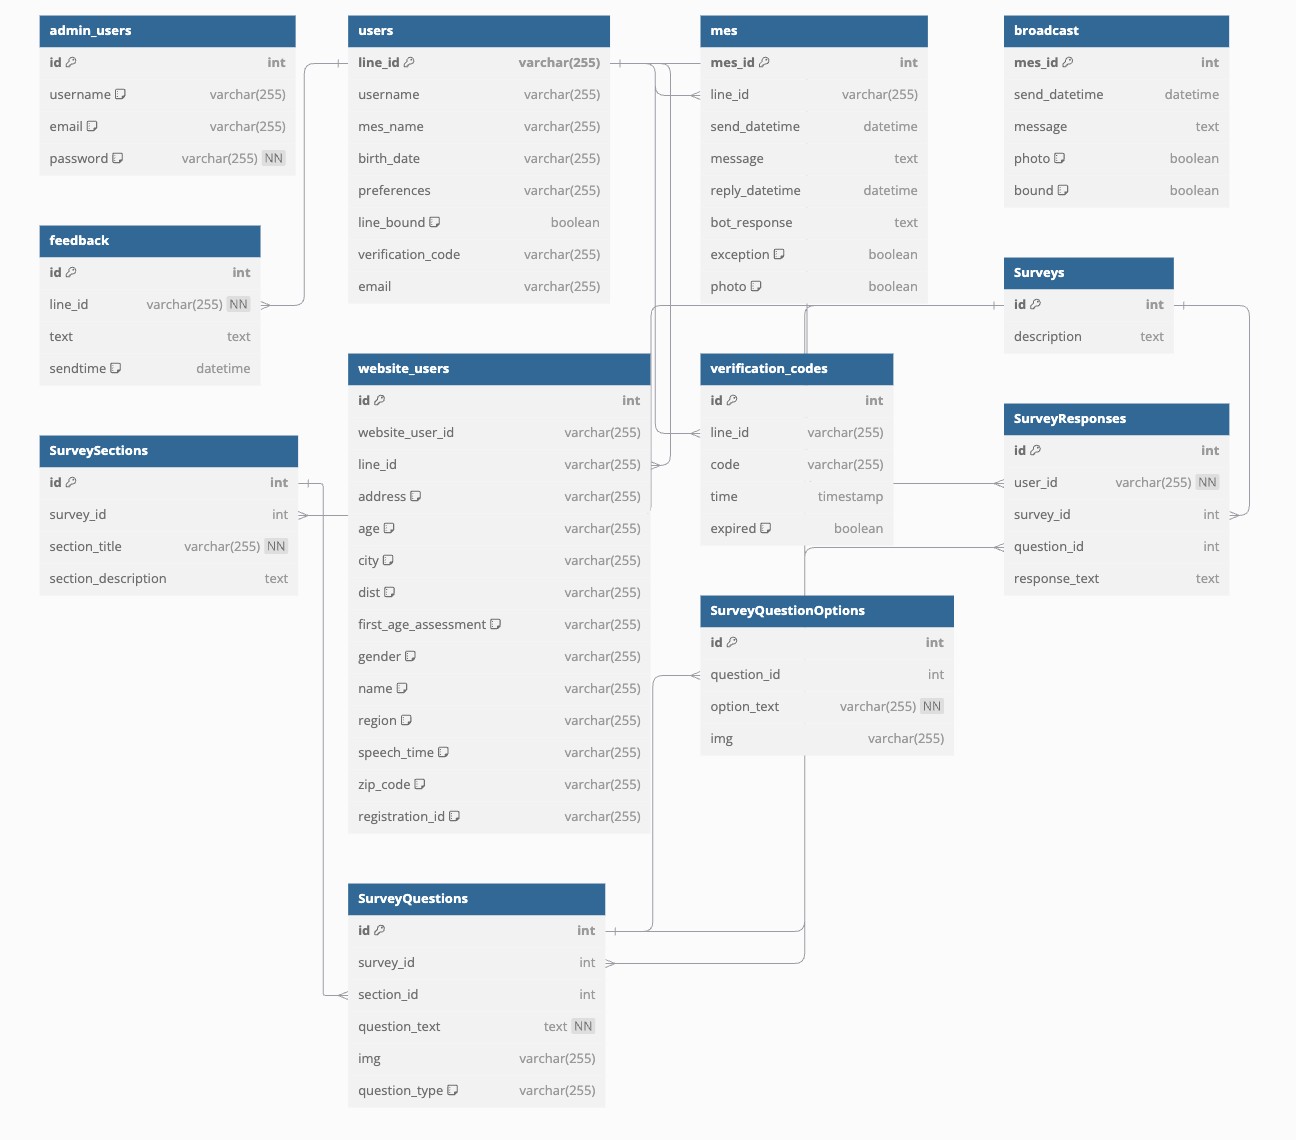 admin_users
id int
username varchar(255)
email varchar(255)
password varchar(255) NN
users
line_id varchar(255)
username varchar(255)
mes_name varchar(255)
birth_date varchar(255)
preferences varchar(255)
line_bound boolean
verification_code varchar(255)
email varchar(255)
mes
mes_id int
line_id varchar(255)
send_datetime datetime
message text
reply_datetime datetime
bot_response text
exception boolean
photo boolean
broadcast
mes_id int
send_datetime datetime
message text
photo boolean
bound boolean
feedback
id int
line_id varchar(255) NN
text text
sendtime datetime
Surveys
id int
description text
website_users
id int
website_user_id varchar(255)
line_id varchar(255)
address varchar(255)
age varchar(255)
city varchar(255)
dist varchar(255)
first_age_assessment varchar(255)
gender varchar(255)
name varchar(255)
region varchar(255)
speech_time varchar(255)
zip_code varchar(255)
registration_id varchar(255)
verification_codes
id int
line_id varchar(255)
code varchar(255)
time timestamp
expired boolean
SurveyResponses
id int
user_id varchar(255) NN
survey_id int
question_id int
response_text text
SurveySections
id int
survey_id int
section_title varchar(255) NN
section_description text
SurveyQuestionOptions
id int
question_id int
option_text varchar(255) NN
img varchar(255)
SurveyQuestions
id int
survey_id int
section_id int
question_text text NN
img varchar(255)
question_type varchar(255)